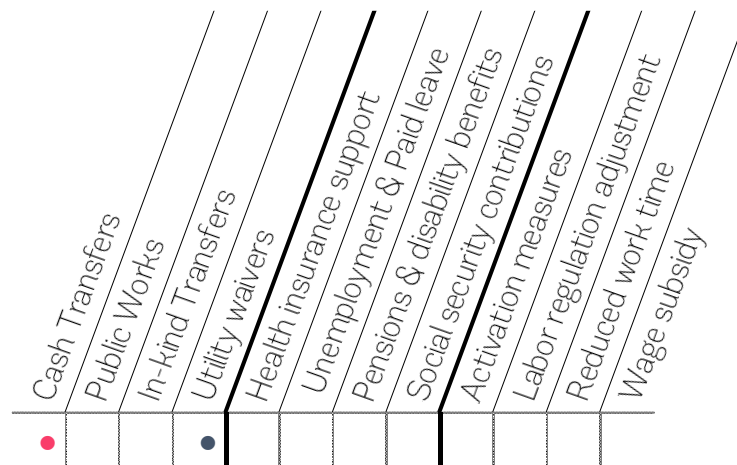 Cash Transfers
Public Works
In-kind Transfers
Utility waivers
Health insurance support
Unemployment & Paid leave
Pensions & disability benefits
Social security contributions
Activation measures
Labor regulation adjustment
Reduced work time
Wage subsidy